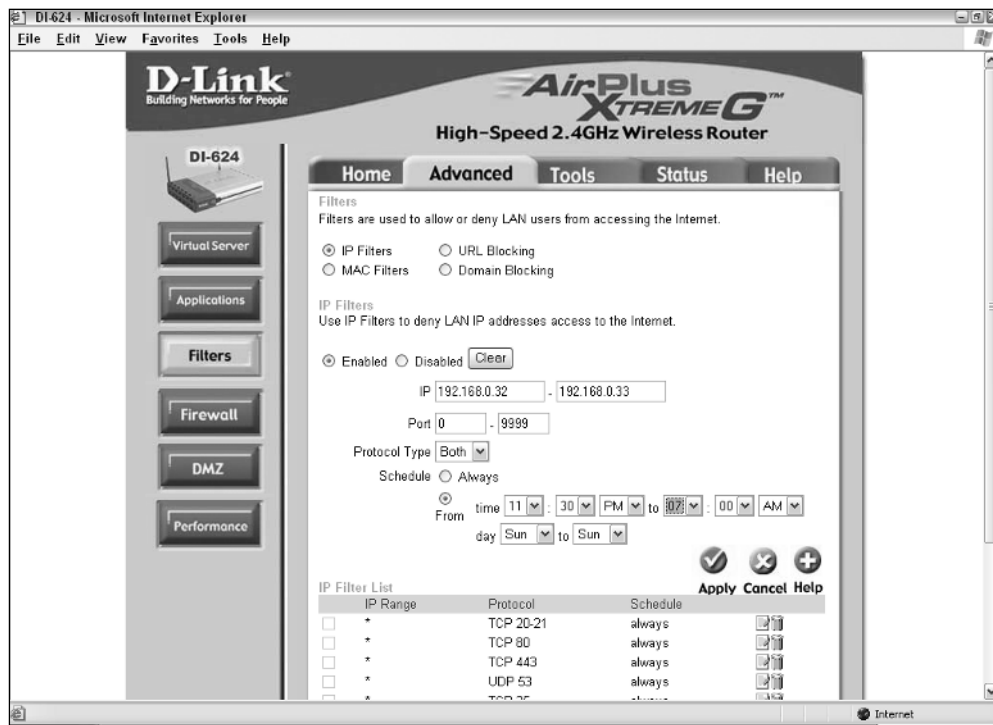 DI-624 - Microsoft Internet Explorer
File Edit View Favorites Tools Help
D-Link
Building Networks for People
AirPlus
XTREME G™
High-Speed 2.4GHz Wireless Router
DI-624
Home Advanced Tools Status Help
Virtual Server
Applications
Filters
Firewall
DMZ
Performance
Filters
Filters are used to allow or deny LAN users from accessing the Internet.
IP Filters URL Blocking
MAC Filters Domain Blocking
IP Filters
Use IP Filters to deny LAN IP addresses access to the Internet.
Enabled Disabled Clear
IP 192.168.0.32 - 192.168.0.33
Port 0 - 9999
Protocol Type Both
Schedule Always
From time 11 : 30 PM to 07 : 00 AM
day Sun to Sun
Apply Cancel Help
IP Filter List
IP Range Protocol Schedule
* TCP 20-21 always
* TCP 80 always
* TCP 443 always
* UDP 53 always
Internet